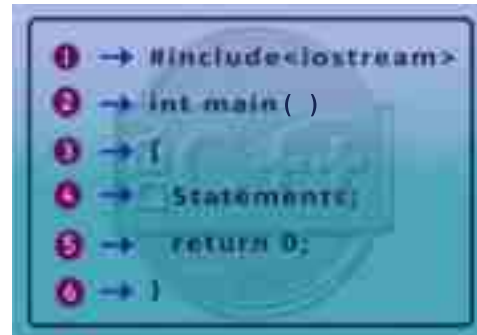 1 → #include<iostream>
2 → int main( )
3 → {
4 → Statements;
5 → return 0;
6 → }